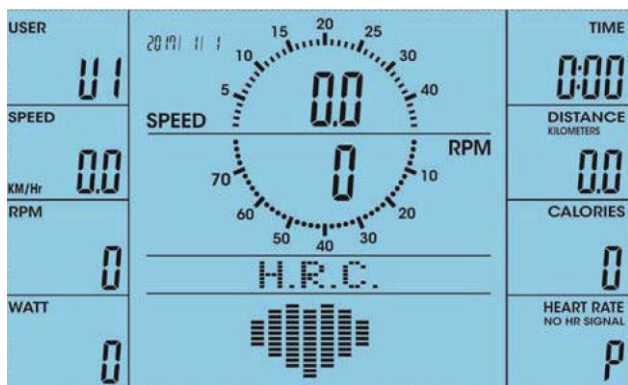 USER
U1
SPEED
KM/Hr 0.0
RPM
0
WATT
0
2017/ 1/ 1
5 10 15 20 25 30 40
SPEED
0.0
RPM
0
70 60 50 40 30 20 10
H.R.C.
TIME
0:00
DISTANCE
KILOMETERS
0.0
CALORIES
0
HEART RATE
NO HR SIGNAL
P